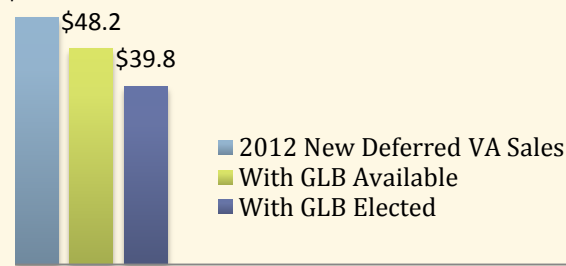 $48.2
$39.8
2012 New Deferred VA Sales
With GLB Available
With GLB Elected